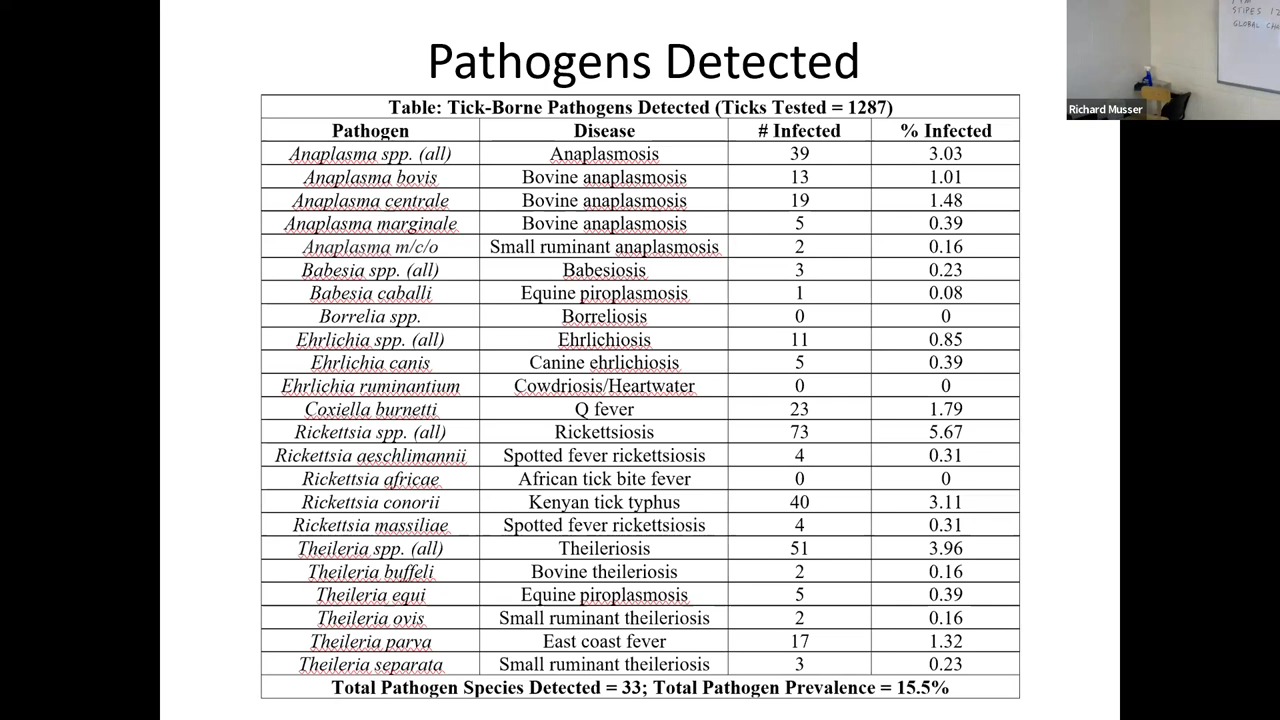 Pathogens Detected
Table: Tick-Borne Pathogens Detected (Ticks Tested = 1287)
Pathogen Disease # Infected % Infected
Anaplasma spp. (all) Anaplasmosis 39 3.03
Anaplasma bovis Bovine anaplasmosis 13 1.01
Anaplasma centrale Bovine anaplasmosis 19 1.48
Anaplasma marginale Bovine anaplasmosis 5 0.39
Anaplasma m/c/o Small ruminant anaplasmosis 2 0.16
Babesia spp. (all) Babesiosis 3 0.23
Babesia caballi Equine piroplasmosis 1 0.08
Borrelia spp. Borreliosis 0 0
Ehrlichia spp. (all) Ehrlichiosis 11 0.85
Ehrlichia canis Canine ehrlichiosis 5 0.39
Ehrlichia ruminantium Cowdriosis/Heartwater 0 0
Coxiella burnetti Q fever 23 1.79
Rickettsia spp. (all) Rickettsiosis 73 5.67
Rickettsia aeschlimannii Spotted fever rickettsiosis 4 0.31
Rickettsia africae African tick bite fever 0 0
Rickettsia conorii Kenyan tick typhus 40 3.11
Rickettsia massiliae Spotted fever rickettsiosis 4 0.31
Theileria spp. (all) Theileriosis 51 3.96
Theileria buffeli Bovine theileriosis 2 0.16
Theileria equi Equine piroplasmosis 5 0.39
Theileria ovis Small ruminant theileriosis 2 0.16
Theileria parva East coast fever 17 1.32
Theileria separata Small ruminant theileriosis 3 0.23
Total Pathogen Species Detected = 33; Total Pathogen Prevalence = 15.5%
STIPES 12
GLOBAL
Richard Musser